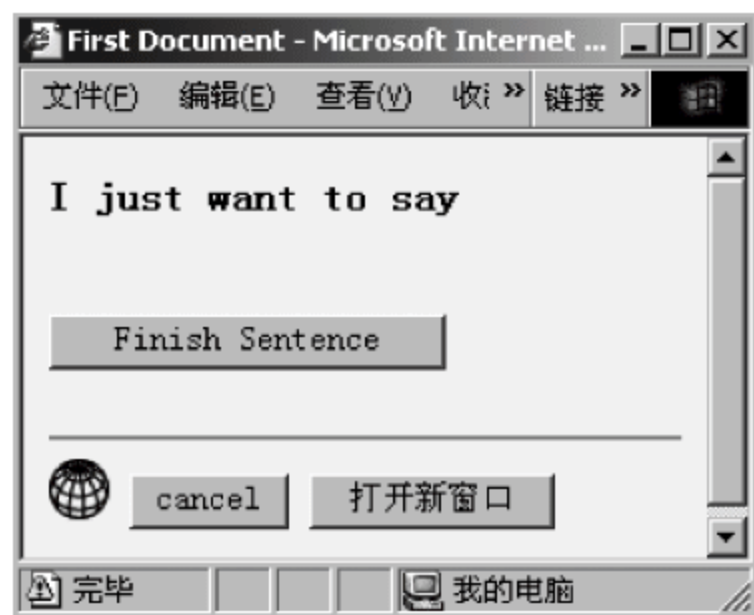 First Document - Microsoft Internet ...
文件(F) 编辑(E) 查看(V) 收 » 链接 »
I just want to say
Finish Sentence
cancel 打开新窗口
完毕 我的电脑